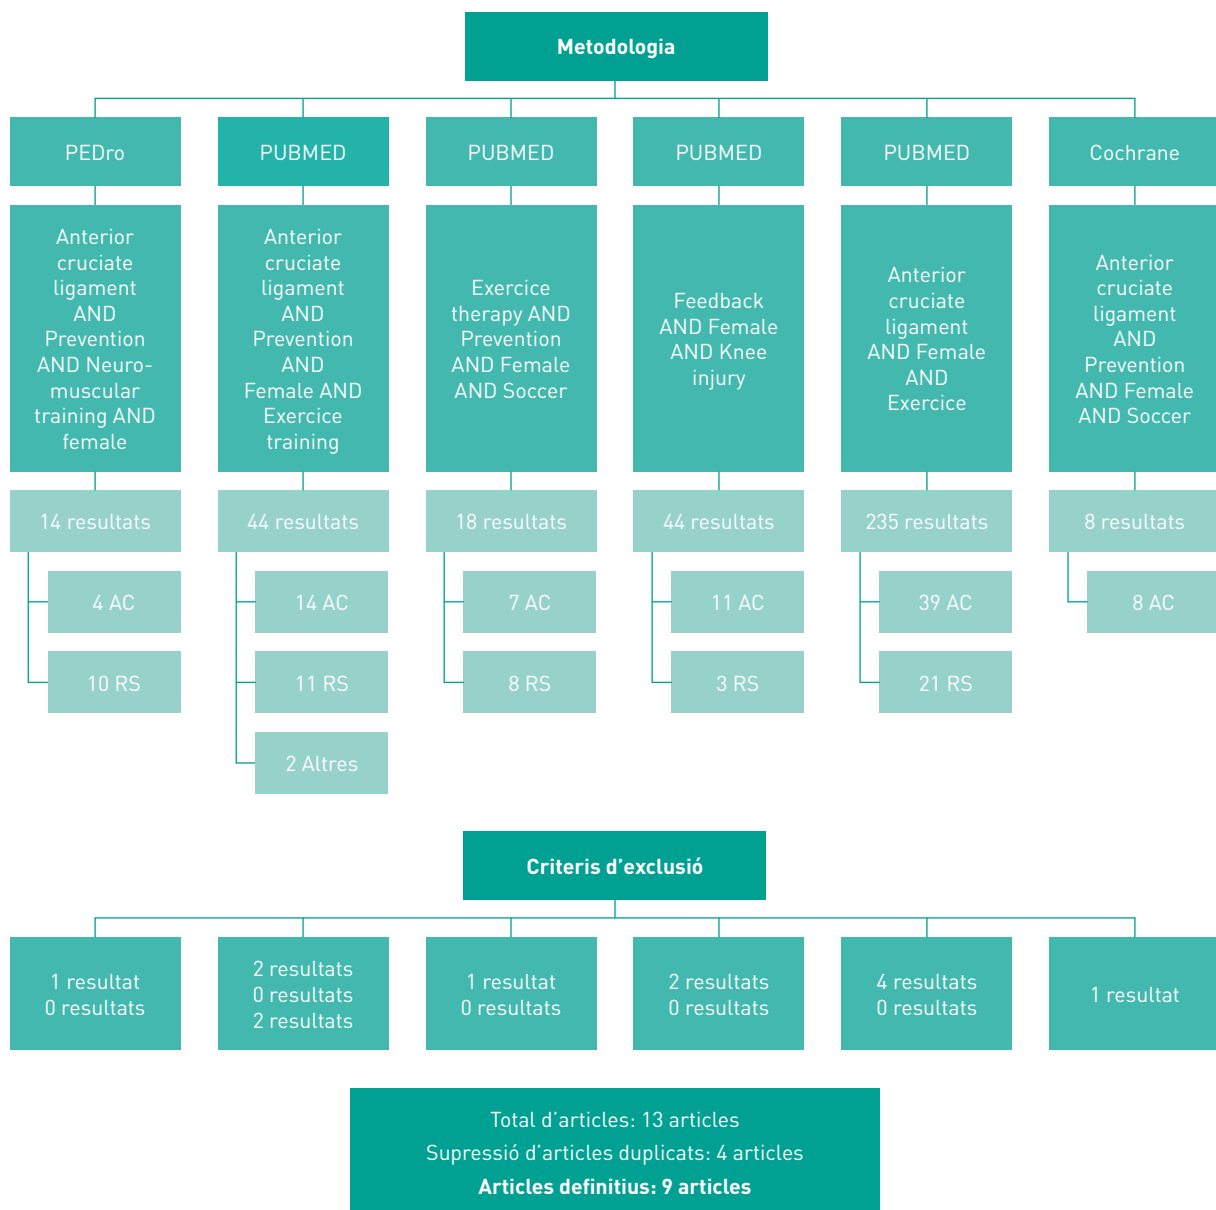 Metodologia
PEDro
PUBMED
PUBMED
PUBMED
PUBMED
Cochrane
Anterior
cruciate
ligament
AND
Prevention
AND Neuro-
muscular
training AND
female
Anterior
cruciate
ligament
AND
Prevention
AND
Female AND
Exercice
training
Exercice
therapy AND
Prevention
AND Female
AND Soccer
Feedback
AND Female
AND Knee
injury
Anterior
cruciate
ligament
AND Female
AND
Exercice
Anterior
cruciate
ligament
AND
Prevention
AND Female
AND Soccer
14 resultats
44 resultats
18 resultats
44 resultats
235 resultats
8 resultats
4 AC
14 AC
7 AC
11 AC
39 AC
8 AC
10 RS
11 RS
8 RS
3 RS
21 RS
2 Altres
Criteris d'exclusió
1 resultat
0 resultats
2 resultats
0 resultats
2 resultats
1 resultat
0 resultats
2 resultats
0 resultats
4 resultats
0 resultats
1 resultat
Total d'articles: 13 articles
Supressió d'articles duplicats: 4 articles
Articles definitius: 9 articles